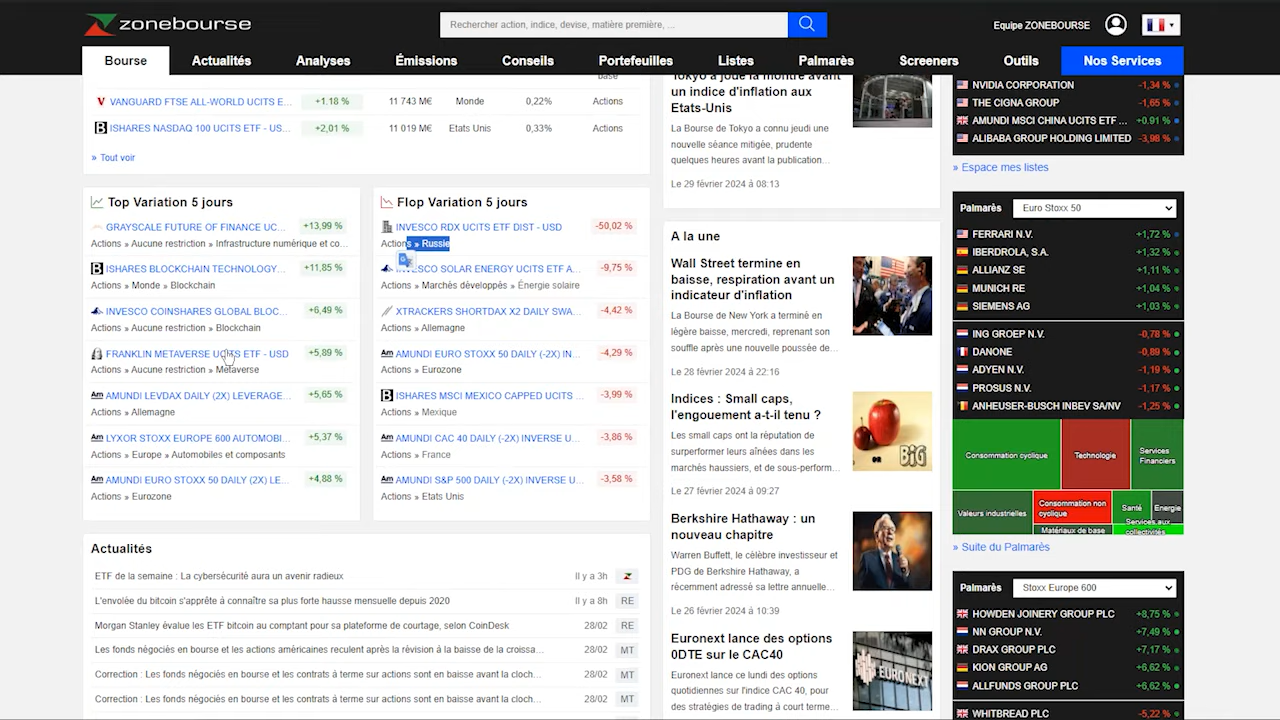 zonebourse
Rechercher action, indice, devise, matière première, ...
Equipe ZONEBOURSE
Bourse
Actualités
Analyses
Émissions
Conseils
Portefeuilles
Listes
Palmarès
Screeners
Outils
Nos Services
base
VANGUARD FTSE ALL-WORLD UCITS E... +1.18 % 11 743 M€ Monde 0,22% Actions
ISHARES NASDAQ 100 UCITS ETF - US... +2,01 % 11 019 M€ Etats Unis 0,33% Actions
» Tout voir
Top Variation 5 jours
GRAYSCALE FUTURE OF FINANCE UC... +13,99 %
Actions » Aucune restriction » Infrastructure numérique et co...
ISHARES BLOCKCHAIN TECHNOLOGY... +11,85 %
Actions » Monde » Blockchain
INVESCO COINSHARES GLOBAL BLOC... +6,49 %
Actions » Aucune restriction » Blockchain
FRANKLIN METAVERSE UCITS ETF - USD +5,89 %
Actions » Aucune restriction » Métaverse
Am AMUNDI LEVDAX DAILY (2X) LEVERAGE... +5,65 %
Actions » Allemagne
Am LYXOR STOXX EUROPE 600 AUTOMOBI... +5,37 %
Actions » Europe » Automobiles et composants
Am AMUNDI EURO STOXX 50 DAILY (2X) LE... +4,88 %
Actions » Eurozone
Flop Variation 5 jours
INVESCO RDX UCITS ETF DIST - USD -50,02 %
Actions » Russie
INVESCO SOLAR ENERGY UCITS ETF A... -9,75 %
Actions » Marchés développés » Énergie solaire
XTRACKERS SHORTDAX X2 DAILY SWA... -4,42 %
Actions » Allemagne
Am AMUNDI EURO STOXX 50 DAILY (-2X) IN... -4,29 %
Actions » Eurozone
ISHARES MSCI MEXICO CAPPED UCITS ... -3,99 %
Actions » Mexique
Am AMUNDI CAC 40 DAILY (-2X) INVERSE U... -3,86 %
Actions » France
Am AMUNDI S&P 500 DAILY (-2X) INVERSE U... -3,58 %
Actions » Etats Unis
Actualités
ETF de la semaine : La cybersécurité aura un avenir radieux Il y a 3h
L'envolée du bitcoin s'apprête à connaître sa plus forte hausse mensuelle depuis 2020 Il y a 8h RE
Morgan Stanley évalue les ETF bitcoin au comptant pour sa plateforme de courtage, selon CoinDesk 28/02 RE
Les fonds négociés en bourse et les actions américaines reculent après la révision à la baisse de la croissa... 28/02 MT
Correction : Les fonds négociés en bourse et les contrats à terme sur actions sont en baisse avant la cloch... 28/02 MT
Correction : Les fonds négociés en bourse et les contrats à terme sur actions sont en baisse avant la cloch... 28/02 MT
Tokyo a joué la montre avant
un indice d'inflation aux
Etats-Unis
La Bourse de Tokyo a connu jeudi une
nouvelle séance mitigée, prudente
quelques heures avant la publication...
Le 29 février 2024 à 08:13
A la une
Wall Street termine en
baisse, respiration avant un
indicateur d'inflation
La Bourse de New York a terminé en
légère baisse, mercredi, reprenant son
souffle après une nouvelle poussée de...
Le 28 février 2024 à 22:16
Indices : Small caps,
l'engouement a-t-il tenu ?
Les small caps ont la réputation de
surperformer leurs aînées dans les
marchés haussiers, et de sous-perform...
Le 27 février 2024 à 09:27
OR BIG
Berkshire Hathaway : un
nouveau chapitre
Warren Buffett, le célèbre investisseur et
PDG de Berkshire Hathaway, a
récemment adressé sa lettre annuelle...
Le 26 février 2024 à 10:39
Euronext lance des options
0DTE sur le CAC40
Euronext lance ce lundi des options
quotidiennes sur l'indice CAC 40, pour
des stratégies de trading à court terme...
EURONEXT
NVIDIA CORPORATION -1,34 %
THE CIGNA GROUP -1,65 %
AMUNDI MSCI CHINA UCITS ETF ... +0.91 %
ALIBABA GROUP HOLDING LIMITED -3,98 %
» Espace mes listes
Palmarès Euro Stoxx 50
FERRARI N.V. +1,72 %
IBERDROLA, S.A. +1,32 %
ALLIANZ SE +1,11 %
MUNICH RE +1,04 %
SIEMENS AG +1,03 %
ING GROEP N.V. -0,78 %
DANONE -0,89 %
ADYEN N.V. -1,19 %
PROSUS N.V. -1,17 %
ANHEUSER-BUSCH INBEV SA/NV -1,25 %
Consommation cyclique
Technologie
Services
Financiers
Valeurs industrielles
Consommation non
cyclique
Santé
Energie
Matériaux de base
Services aux
collectivités
» Suite du Palmarès
Palmarès Stoxx Europe 600
HOWDEN JOINERY GROUP PLC +8,75 %
NN GROUP N.V. +7,49 %
DRAX GROUP PLC +7,17 %
KION GROUP AG +6,62 %
ALLFUNDS GROUP PLC +6,62 %
WHITBREAD PLC -5,22 %